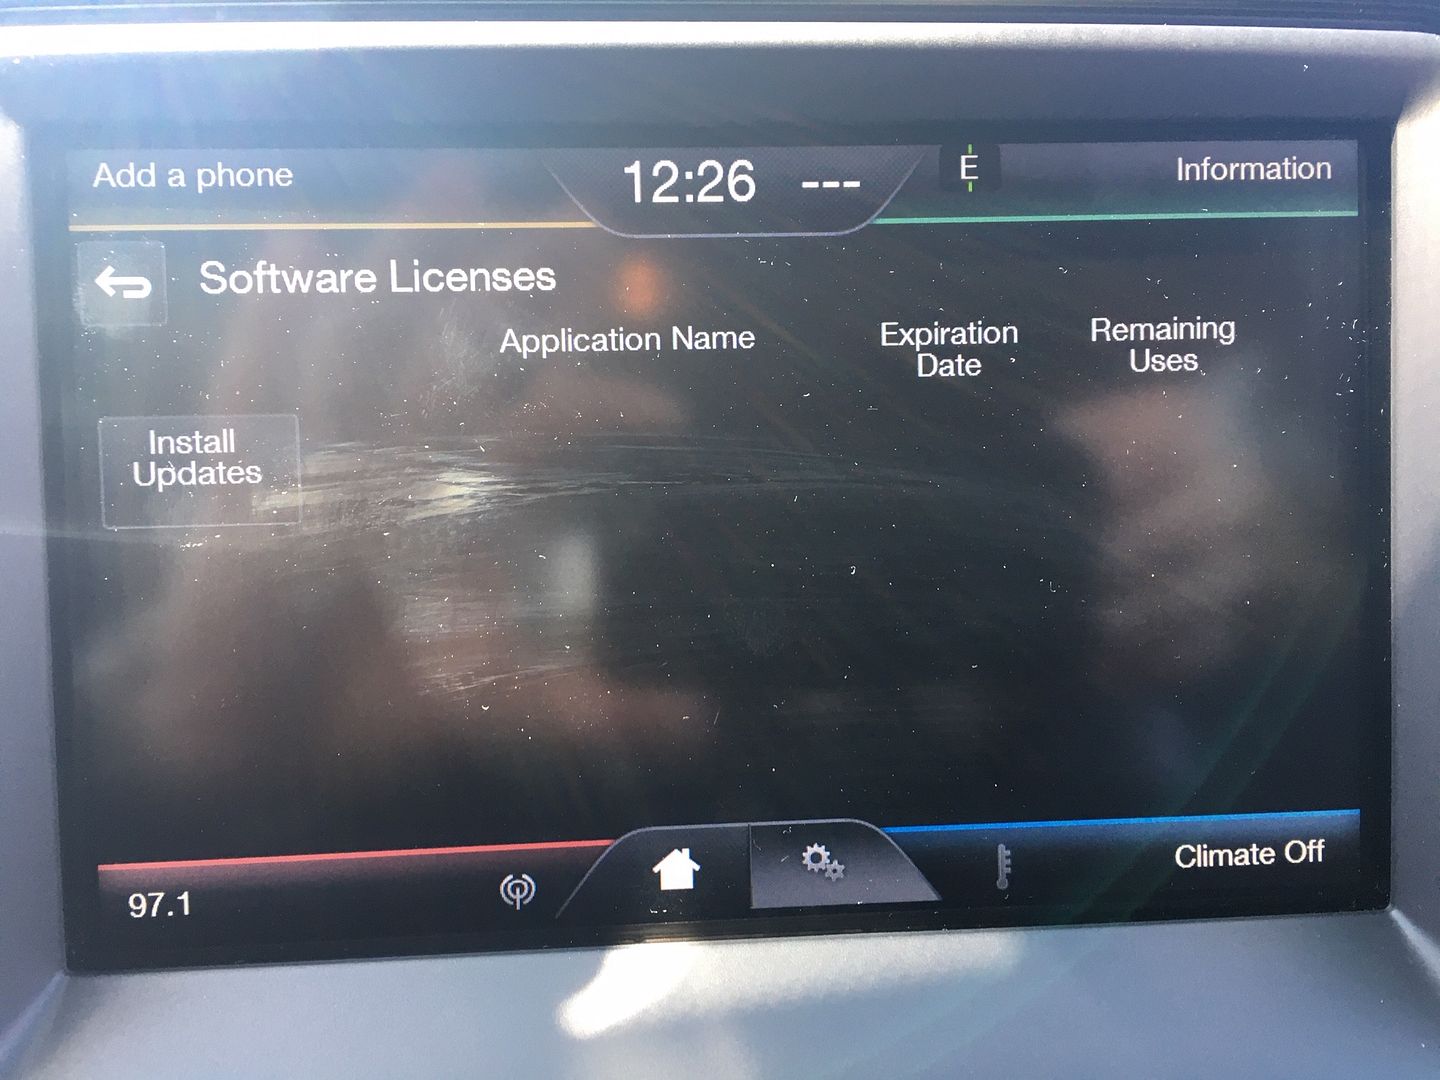 Add a phone
12:26 ---
E
Information
Software Licenses
Application Name
Expiration
Date
Remaining
Uses
Install
Updates
97.1
Climate Off